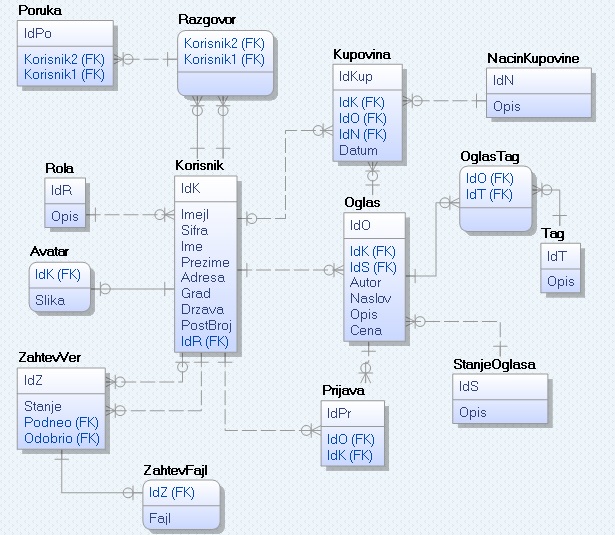 Poruka
IdPo
Korisnik2 (FK)
Korisnik1 (FK)
Razgovor
Korisnik2 (FK)
Korisnik1 (FK)
Kupovina
IdKup
IdK (FK)
IdO (FK)
IdN (FK)
Datum
NacinKupovine
IdN
Opis
Rola
IdR
Opis
Korisnik
IdK
Imejl
Sifra
Ime
Prezime
Adresa
Grad
Drzava
PostBroj
IdR (FK)
Oglas
IdO
IdK (FK)
IdS (FK)
Autor
Naslov
Opis
Cena
OglasTag
IdO (FK)
IdT (FK)
Tag
IdT
Opis
Avatar
IdK (FK)
Slika
ZahtevVer
IdZ
Stanje
Podneo (FK)
Odobrio (FK)
Prijava
IdPr
IdO (FK)
IdK (FK)
StanjeOglasa
IdS
Opis
ZahtevFajl
IdZ (FK)
Fajl